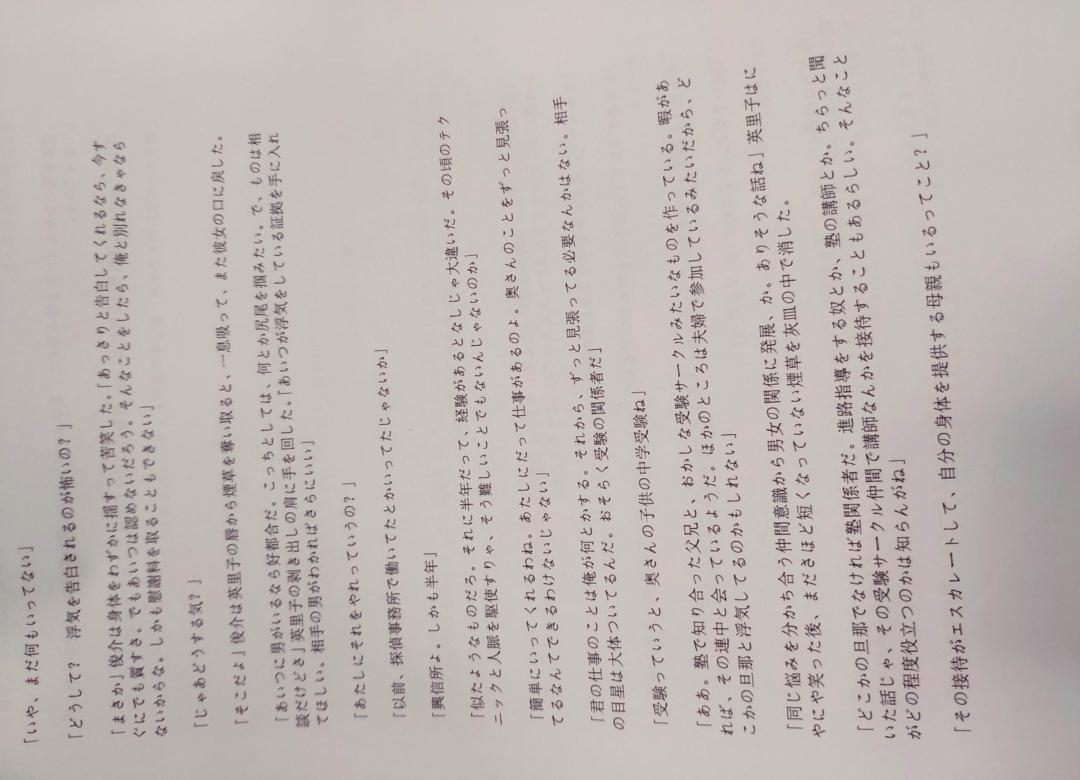 「いや、まだ何もいってない」
「どうして？　浮気を告白されるのが怖いの？」
「まさか」俊介は身体をわずかに揺すって苦笑した。「あっさりと告白してくれるなら、今す
ぐにでも質すさ。でもあいつは認めないだろう。そんなことをしたら、俺と別れなきゃなら
ないからな。しかも慰謝料を取ることもできない」
「じゃあどうする気？」
「そこだよ」俊介は英里子の唇から煙草を奪い取ると、一息吸って、また彼女の口に戻した。
「あいつに男がいるなら好都合だ。こっちとしては、何とか尻尾を掴みたい。で、ものは相
談だけどさ」英里子の剥き出しの肩に手を回した。「あいつが浮気をしている証拠を手に入れ
てほしい。相手の男がわかればさらにいい」
「あたしにそれをやれっていうの？」
「以前、探偵事務所で働いてたとかいってたじゃないか」
「興信所よ。しかも半年」
「似たようなものだろ。それに半年だって、経験があるとなしじゃ大違いだ。その頃のテク
ニックと人脈を駆使すりゃ、そう難しいことでもないんじゃないのか」
「簡単にいってくれるわね。あたしにだって仕事があるのよ。奥さんのことをずっと見張っ
てるなんてできるわけないじゃない」
「君の仕事のことは俺が何とかする。それから、ずっと見張ってる必要なんかはない。相手
の目星は大体ついてるんだ。おそらく受験の関係者だ」
「受験っていうと、奥さんの子供の中学受験ね」
「ああ。塾で知り合った父兄と、おかしな受験サークルみたいなものを作っている。暇があ
れば、その連中と会っているようだ。ほかのところは夫婦で参加しているみたいだから、ど
こかの旦那と浮気してるのかもしれない」
「同じ悩みを分かち合う仲間意識から男女の関係に発展、か。ありそうな話ね」英里子はに
やにや笑った後、まださほど短くなっていない煙草を灰皿の中で消した。
「どこかの旦那でなければ塾関係者だ。進路指導をする奴とか、塾の講師とか。ちらっと聞
いた話じゃ、その受験サークル仲間で講師なんかを接待することもあるらしい。そんなこと
がどの程度役立つのかは知らんがね」
「その接待がエスカレートして、自分の身体を提供する母親もいるってこと？」